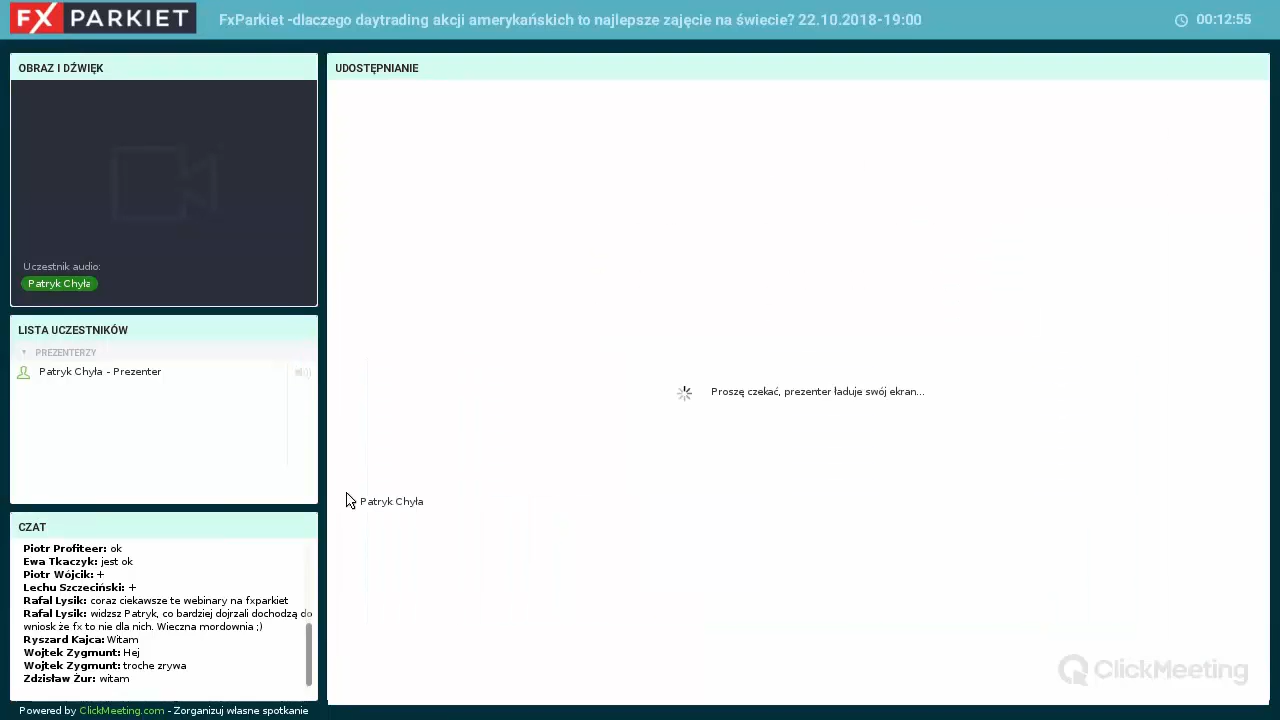 FX PARKIET
FxParkiet -dlaczego daytrading akcji amerykańskich to najlepsze zajęcie na świecie? 22.10.2018-19:00
00:12:55
OBRAZ I DŹWIĘK
Uczestnik audio:
Patryk Chyła
LISTA UCZESTNIKÓW
PREZENTERZY
Patryk Chyła - Prezenter
CZAT
Piotr Profiteer: ok
Ewa Tkaczyk: jest ok
Piotr Wójcik: +
Lechu Szczeciński: +
Rafal Lysik: coraz ciekawsze te webinary na fxparkiet
Rafal Lysik: widzsz Patryk, co bardziej dojrzali dochodzą do
wniosk że fx to nie dla nich. Wieczna mordownia ;)
Ryszard Kajca: Witam
Wojtek Zygmunt: Hej
Wojtek Zygmunt: troche zrywa
Zdzisław Żur: witam
Powered by ClickMeeting.com - Zorganizuj własne spotkanie
UDOSTĘPNIANIE
Proszę czekać, prezenter ładuje swój ekran...
Patryk Chyła
ClickMeeting